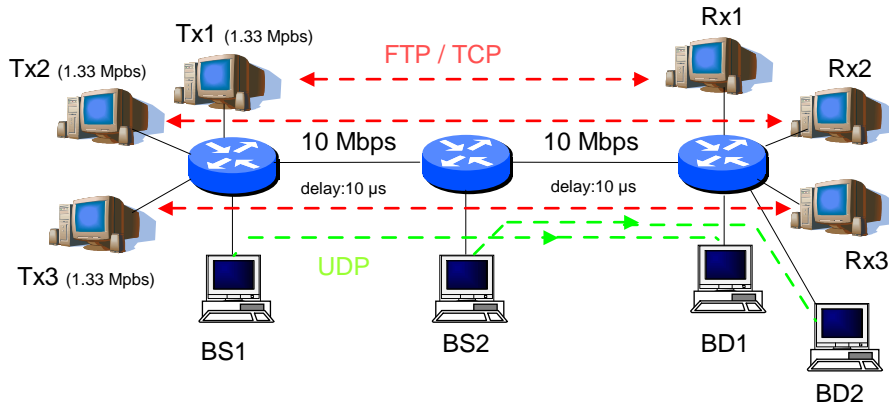 Tx1 (1.33 Mpbs)
Rx1
FTP / TCP
Tx2 (1.33 Mpbs)
Rx2
10 Mbps
10 Mbps
delay:10 µs
delay:10 µs
Tx3 (1.33 Mpbs)
UDP
Rx3
BS1
BS2
BD1
BD2